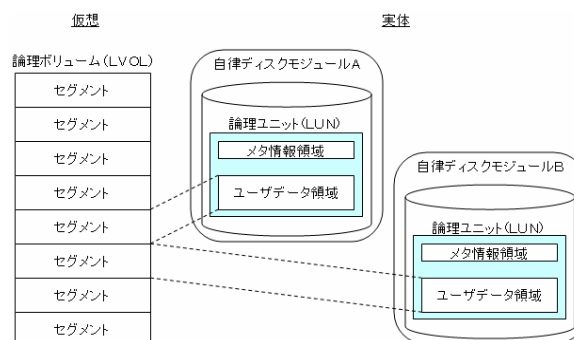 仮想
実体
論理ボリューム(LVOL)
セグメント
セグメント
セグメント
セグメント
セグメント
セグメント
セグメント
セグメント
自律ディスクモジュールA
論理ユニット(LUN)
メタ情報領域
ユーザデータ領域
自律ディスクモジュールB
論理ユニット(LUN)
メタ情報領域
ユーザデータ領域